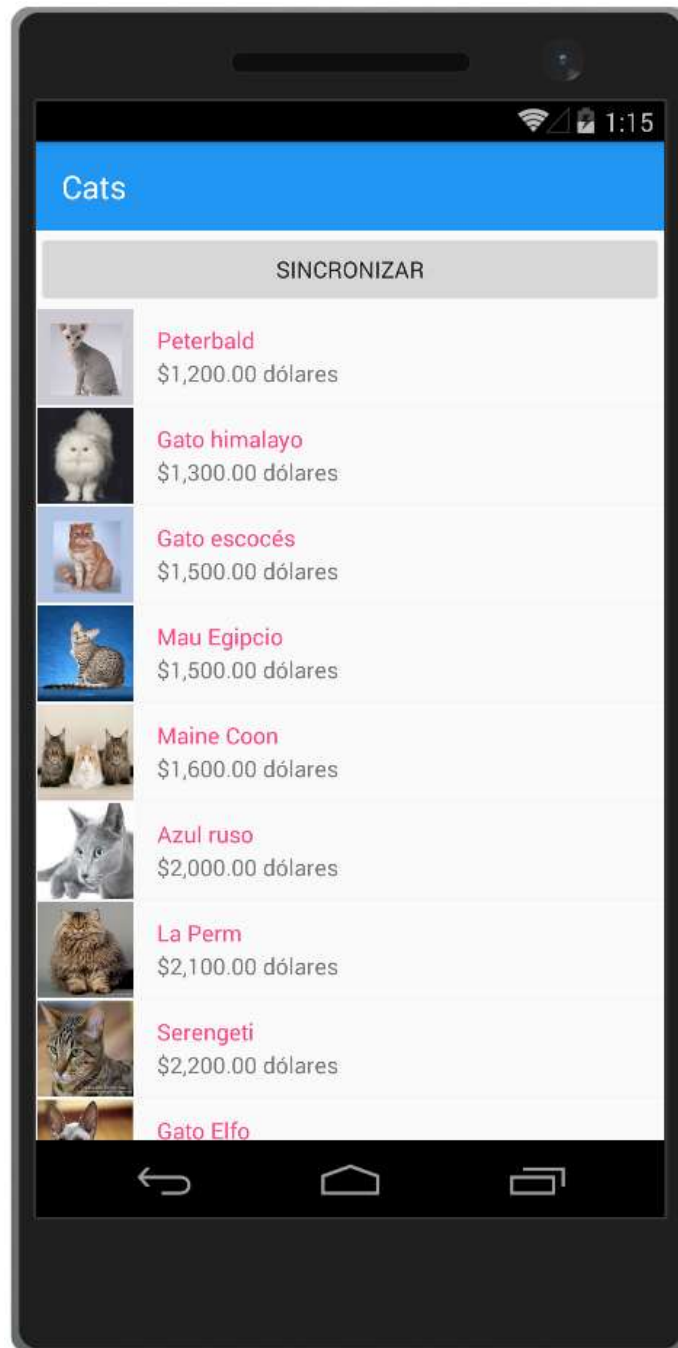 1:15
Cats
SINCRONIZAR
Peterbald
$1,200.00 dólares
Gato himalayo
$1,300.00 dólares
Gato escocés
$1,500.00 dólares
Mau Egipcio
$1,500.00 dólares
Maine Coon
$1,600.00 dólares
Azul ruso
$2,000.00 dólares
La Perm
$2,100.00 dólares
Serengeti
$2,200.00 dólares
Gato Elfo